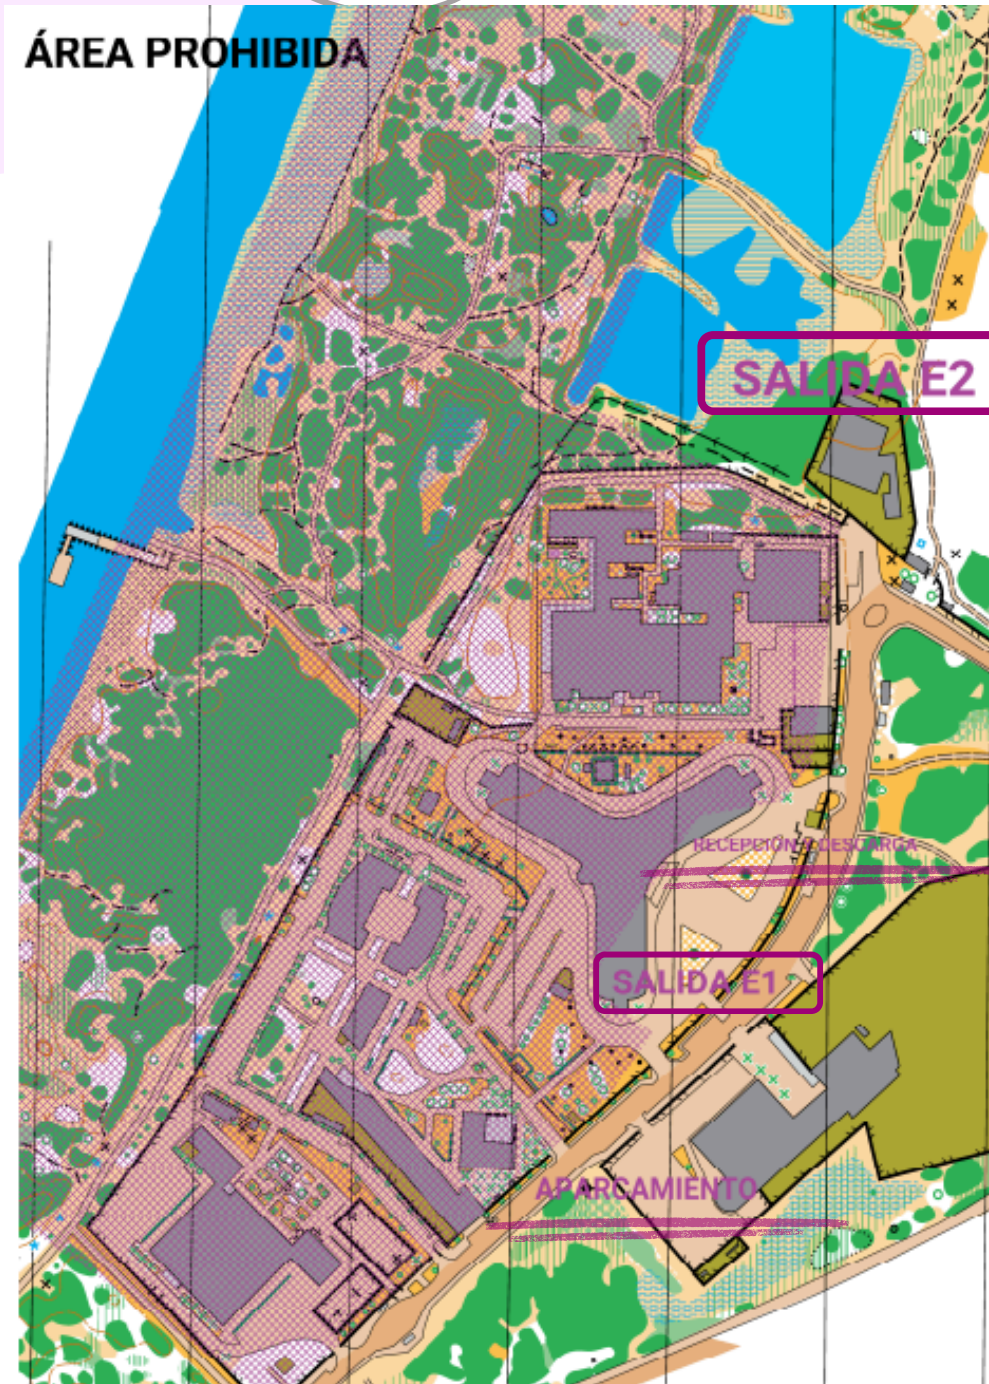 ÁREA PROHIBIDA
SALIDA E2
RECEPCIÓN Y DESCARGA
SALIDA E1
APARCAMIENTO